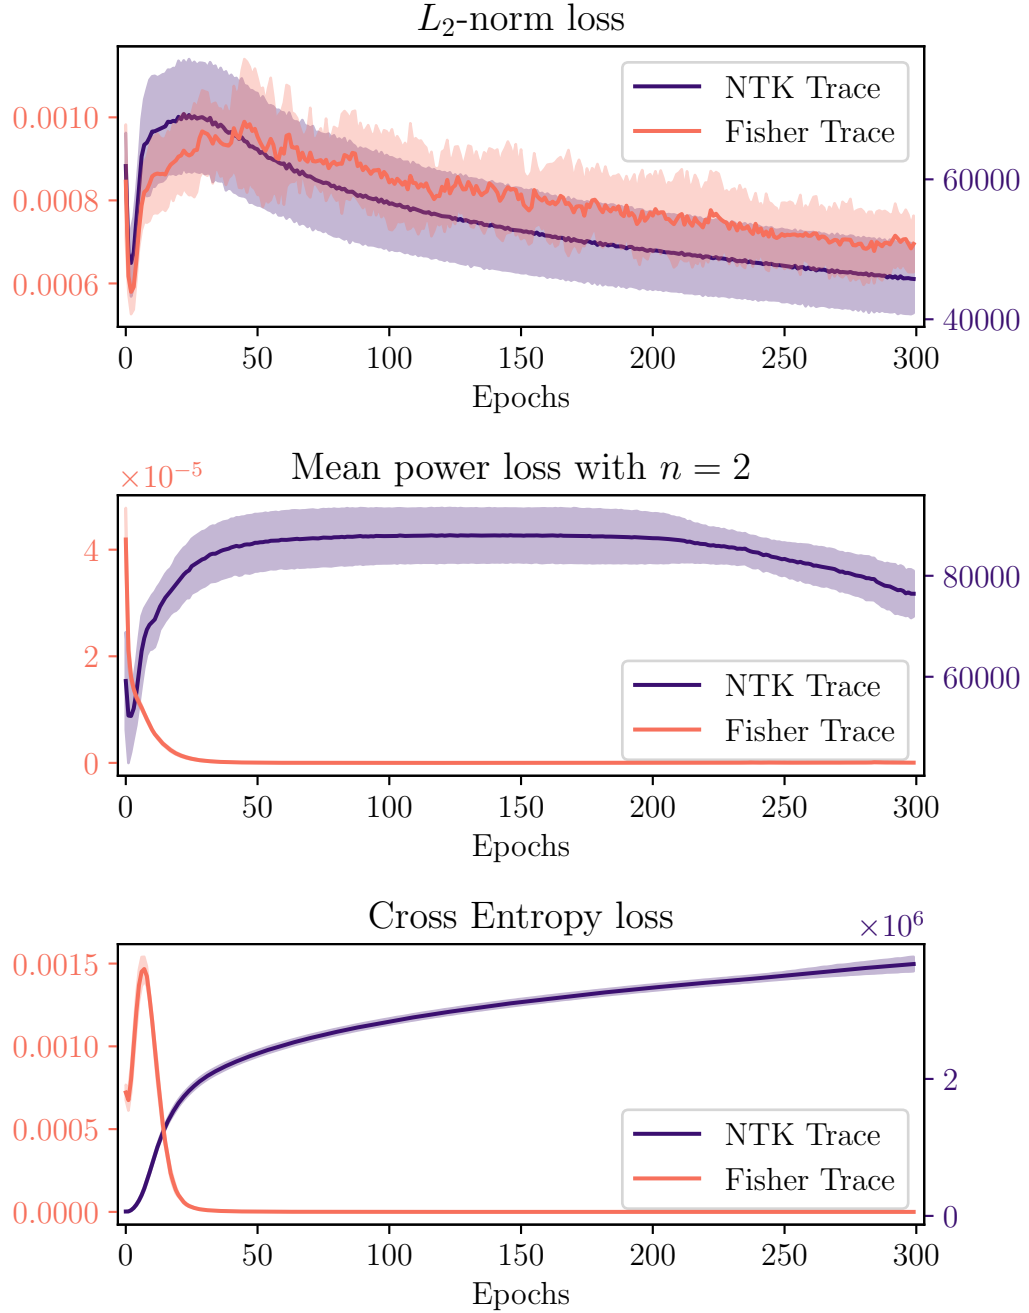 L₂-norm loss
0.0010
0.0008
0.0006
60000
40000
NTK Trace
Fisher Trace
0 50 100 150 200 250 300
Epochs
×10⁻⁵
Mean power loss with n = 2
4
2
0
80000
60000
NTK Trace
Fisher Trace
0 50 100 150 200 250 300
Epochs
Cross Entropy loss
×10⁶
0.0015
0.0010
0.0005
0.0000
2
0
NTK Trace
Fisher Trace
0 50 100 150 200 250 300
Epochs